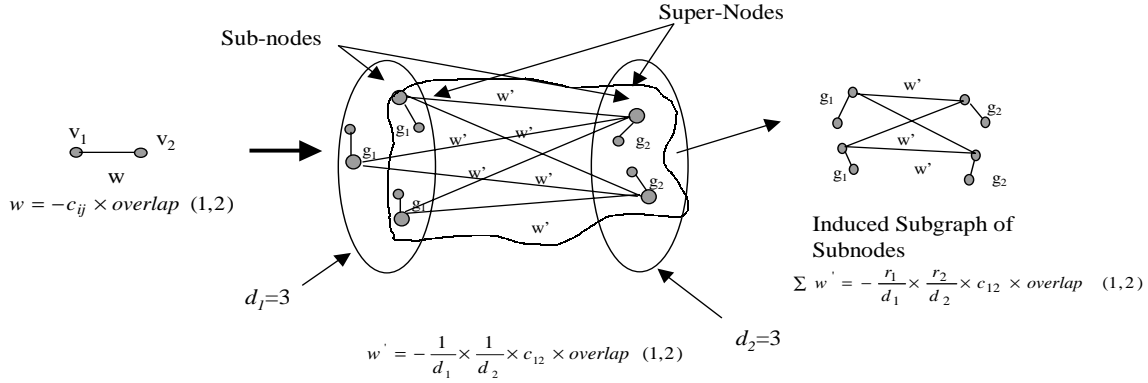 Super-Nodes
Sub-nodes
v₁ v₂
w
w = −c_{ij} × overlap (1,2)
w’
g₁
w’
g₂
g₁
w’
w’
g₂
g₁
w’
g₁
w’
g₂
w’
g₁
w’
g₂
Induced Subgraph of
Subnodes
∑ w ' = − r₁/d₁ × r₂/d₂ × c₁₂ × overlap (1,2)
d₁=3
d₂=3
w ' = − 1/d₁ × 1/d₂ × c₁₂ × overlap (1,2)